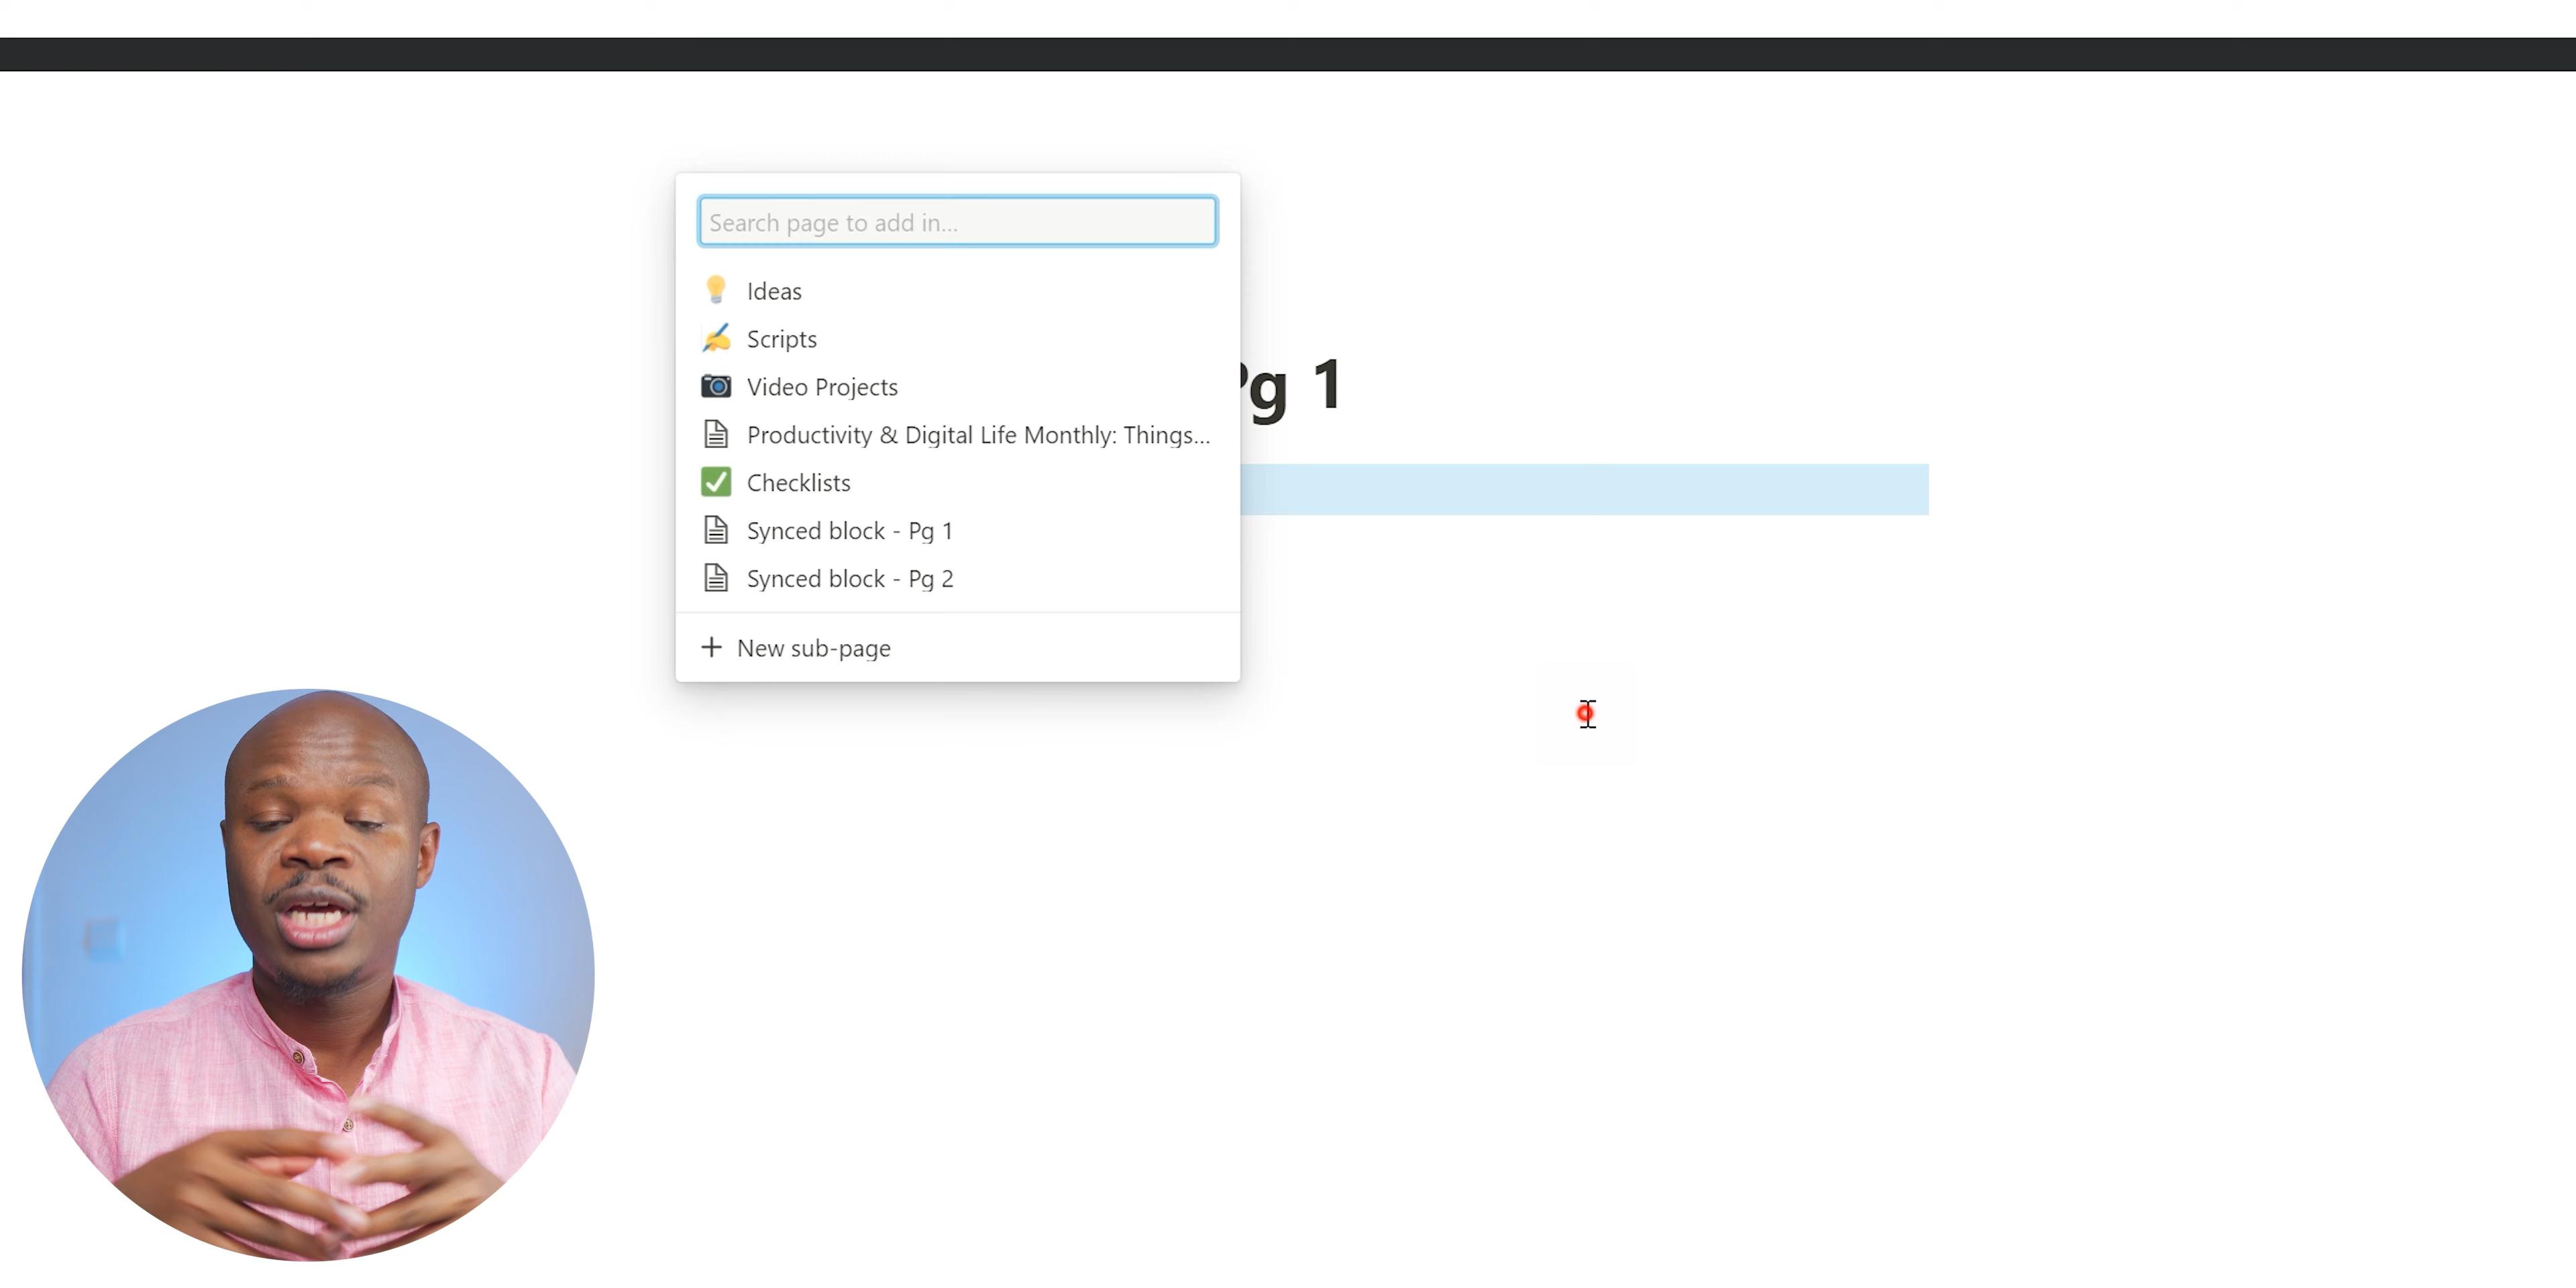 Search page to add in...
Ideas
Scripts
Video Projects
Pg 1
Productivity & Digital Life Monthly: Things...
Checklists
Synced block - Pg 1
Synced block - Pg 2
New sub-page